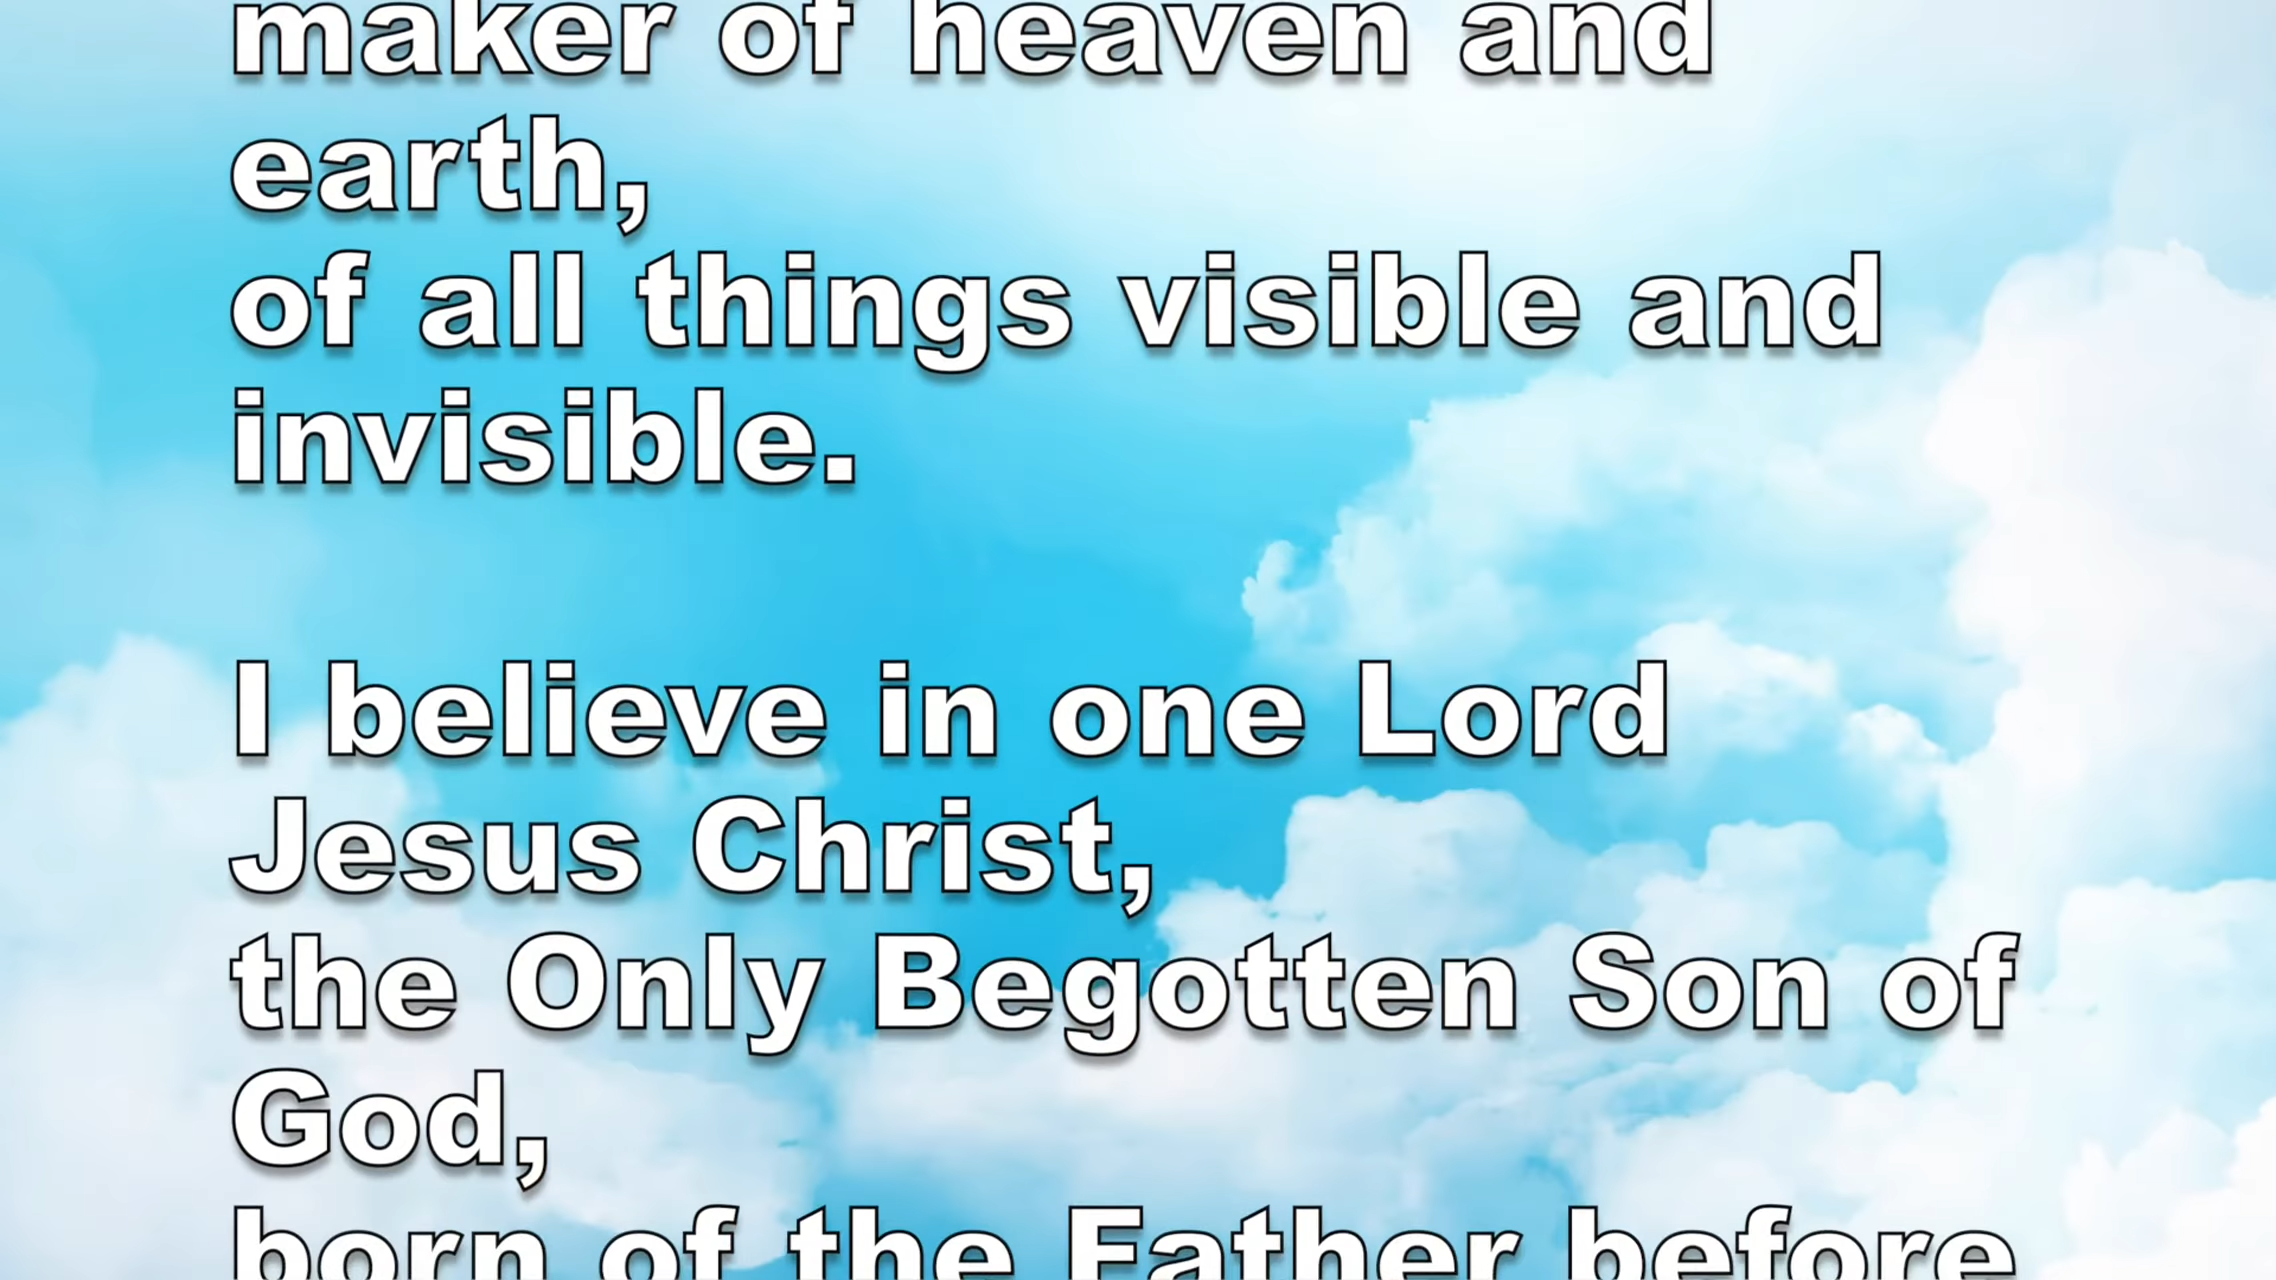 maker of heaven and
earth,
of all things visible and
invisible.
I believe in one Lord
Jesus Christ,
the Only Begotten Son of
God,
born of the Father before